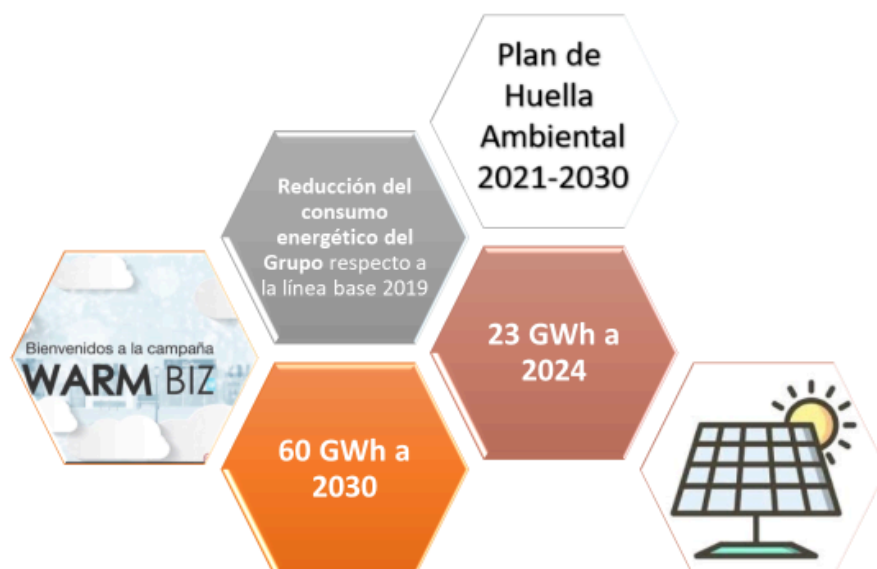 Plan de
Huella
Ambiental
2021-2030
Reducción del
consumo
energético del
Grupo respecto a
la línea base 2019
Bienvenidos a la campaña
WARM BIZ
23 GWh a
2024
60 GWh a
2030